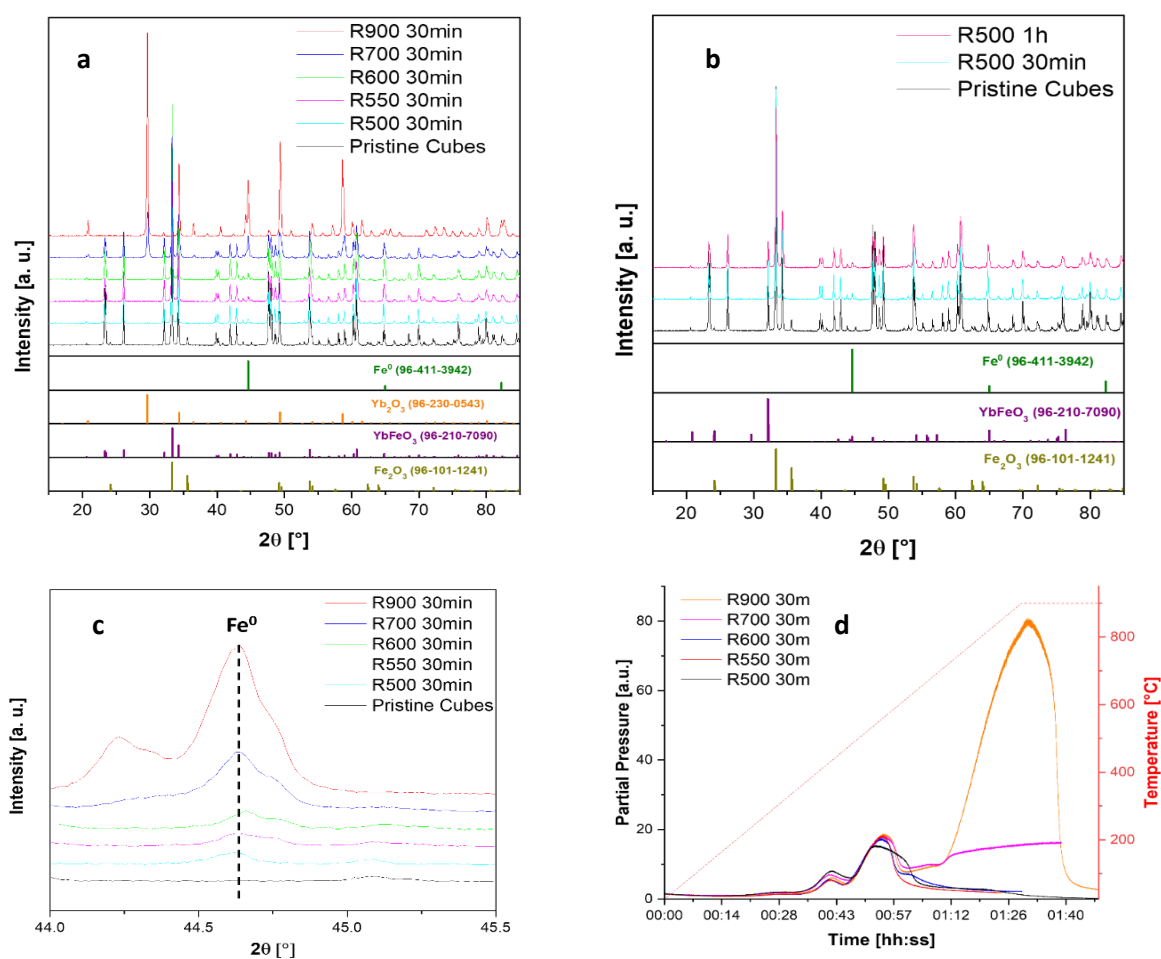 a
R900 30min
R700 30min
R600 30min
R550 30min
R500 30min
Pristine Cubes
Intensity [a. u.]
Fe⁰ (96-411-3942)
Yb₂O₃ (96-230-0543)
YbFeO₃ (96-210-7090)
Fe₂O₃ (96-101-1241)
20 30 40 50 60 70 80
2θ [°]
b
R500 1h
R500 30min
Pristine Cubes
Intensity [a. u.]
Fe⁰ (96-411-3942)
YbFeO₃ (96-210-7090)
Fe₂O₃ (96-101-1241)
20 30 40 50 60 70 80
2θ [°]
c
Fe⁰
R900 30min
R700 30min
R600 30min
R550 30min
R500 30min
Pristine Cubes
Intensity [a. u.]
44.0 44.5 45.0 45.5
2θ [°]
d
R900 30m
R700 30m
R600 30m
R550 30m
R500 30m
Partial Pressure [a.u.]
80
60
40
20
0
Temperature [°C]
800
600
400
200
0
00:00 00:14 00:28 00:43 00:57 01:12 01:26 01:40
Time [hh:ss]